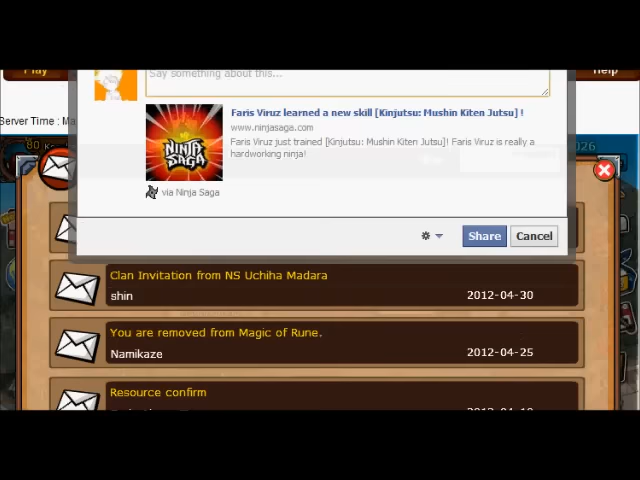 Play
Help
Say something about this...
Server Time : Ma
Faris Viruz learned a new skill [Kinjutsu: Mushin Kiten Jutsu] !
www.ninjasaga.com
Faris Viruz just trained [Kinjutsu: Mushin Kiten Jutsu]! Faris Viruz is really a
hardworking ninja!
NINJA
SAGA
via Ninja Saga
80
Share
Cancel
Clan Invitation from NS Uchiha Madara
shin
2012-04-30
You are removed from Magic of Rune.
Namikaze
2012-04-25
Resource confirm